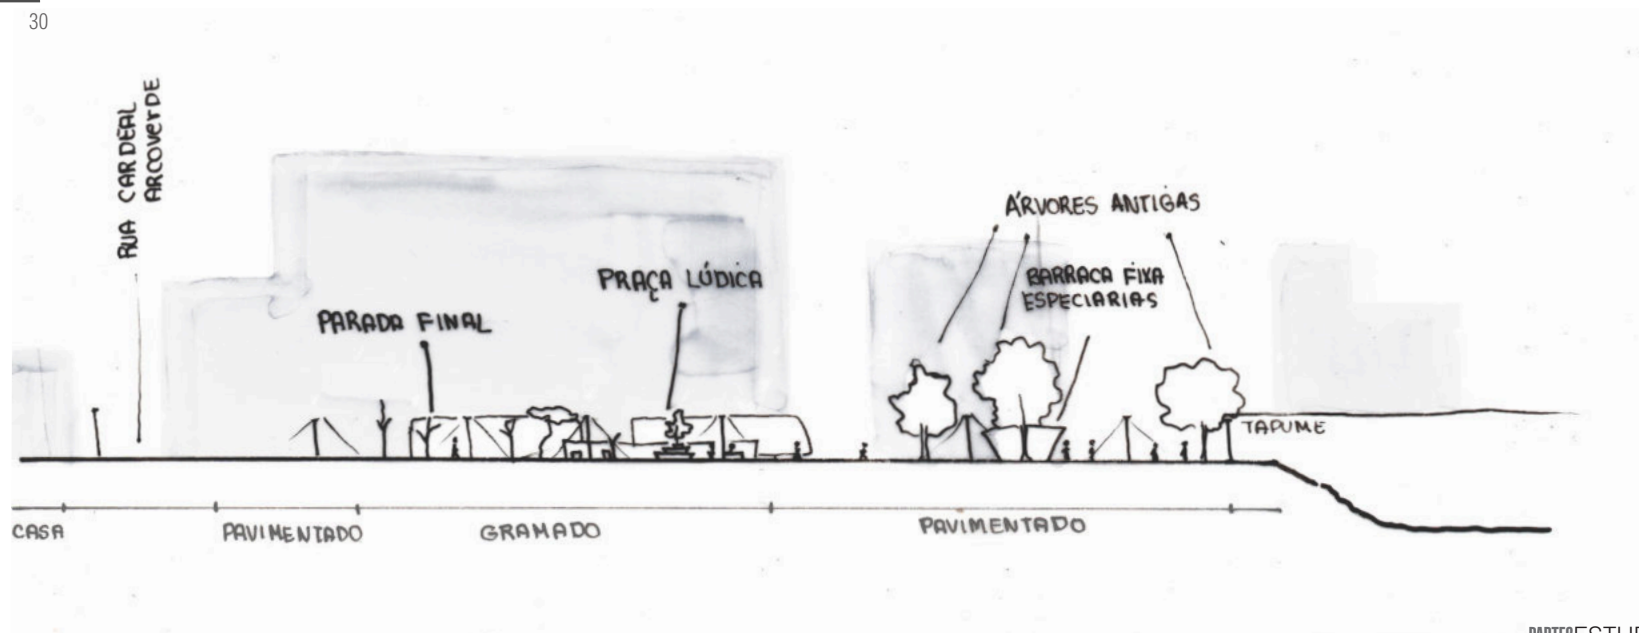 30
RUA CARDEAL
ARCOVERDE
ÁRVORES ANTIGAS
PRAÇA LÚDICA
BARRACA FIXA
ESPECIARIAS
PARADA FINAL
TAPUME
CASA
PAVIMENTADO
GRAMADO
PAVIMENTADO